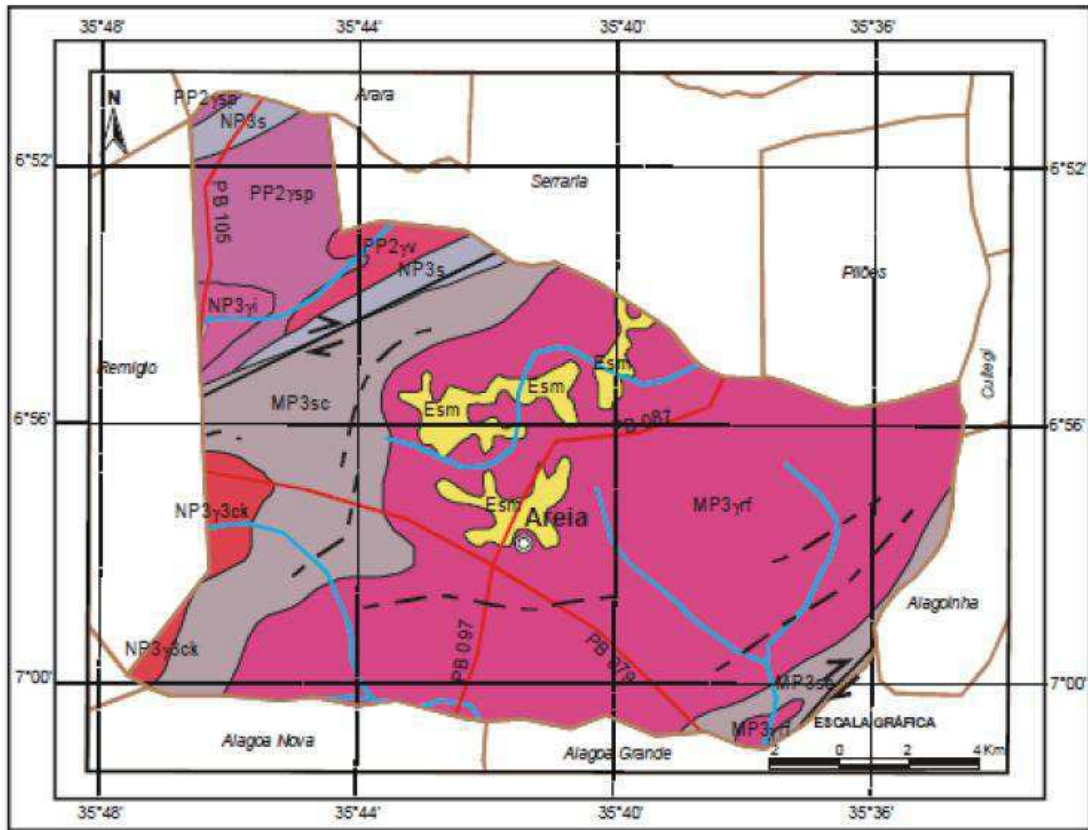 35°48'
35°44'
35°40'
35°36'
N
PP2γsp
NP3s
Arara
6°52'
6°52'
Serraria
PP2γsp
PB 105
PP2γv
NP3s
Pilões
NP3γi
Remígio
Cuitegi
Esm
MP3sc
Esm
Esm
6°56'
6°56'
PB 087
NP3γ3ck
Esm
MP3γrf
Areia
Alagoinha
NP3γ3ck
PB 097
PB 079
7°00'
7°00'
MP3sc
MP3γrf
ESCALA GRÁFICA
Alagoa Nova
Alagoa Grande
2 0 2 4 Km
35°48'
35°44'
35°40'
35°36'